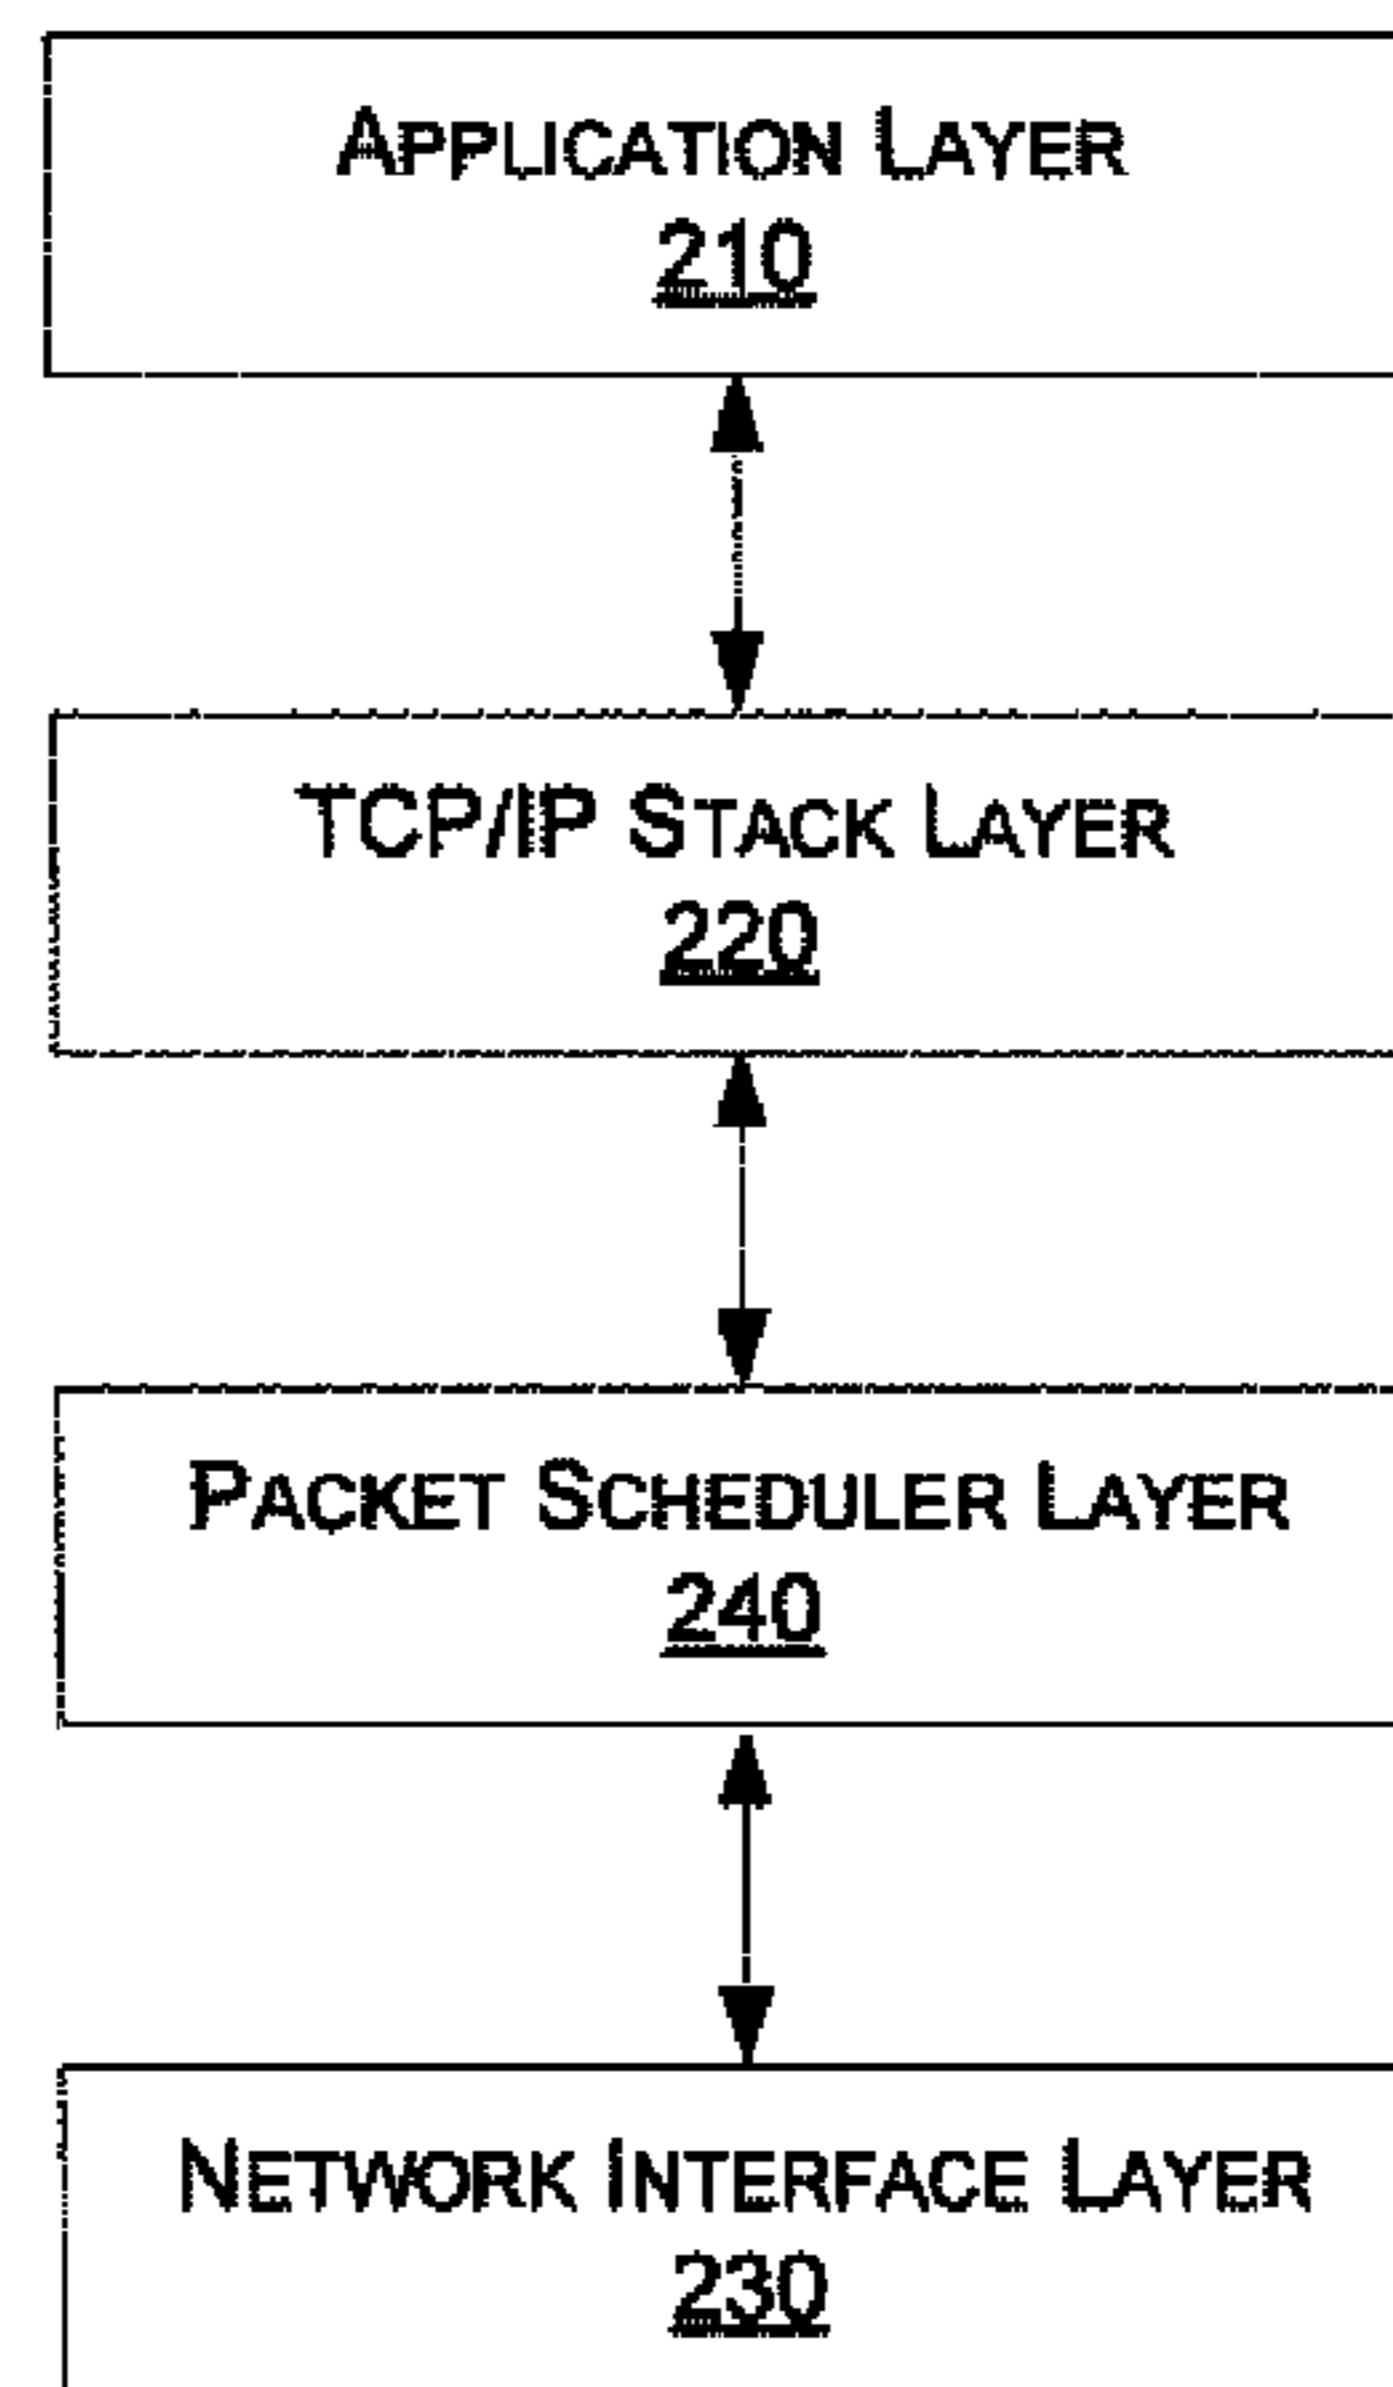 APPLICATION LAYER
210
TCP/IP STACK LAYER
220
PACKET SCHEDULER LAYER
240
NETWORK INTERFACE LAYER
230